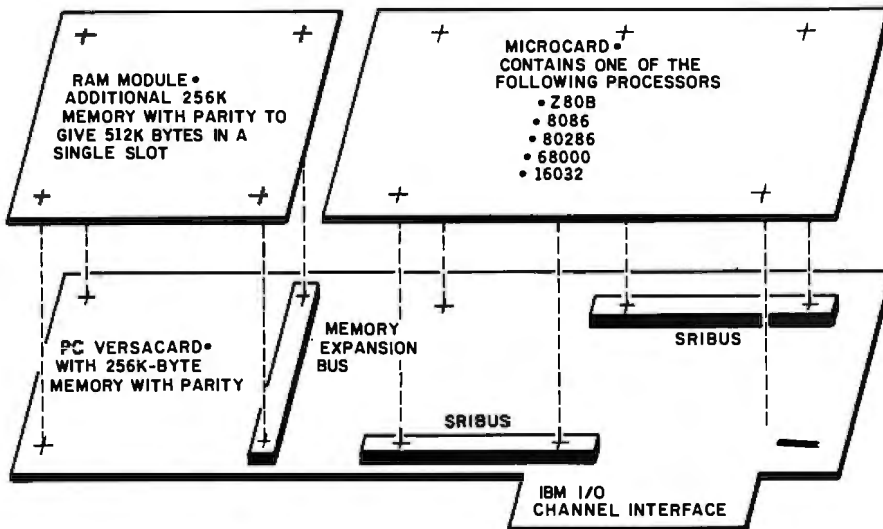 RAM MODULE•
ADDITIONAL 256K
MEMORY WITH PARITY TO
GIVE 512K BYTES IN A
SINGLE SLOT
MICROCARD•
CONTAINS ONE OF THE
FOLLOWING PROCESSORS
• Z80B
• 8086
• 80286
• 68000
• 16032
PC VERSACARD•
WITH 256K-BYTE
MEMORY WITH PARITY
MEMORY
EXPANSION
BUS
SRIBUS
SRIBUS
IBM I/O
CHANNEL INTERFACE